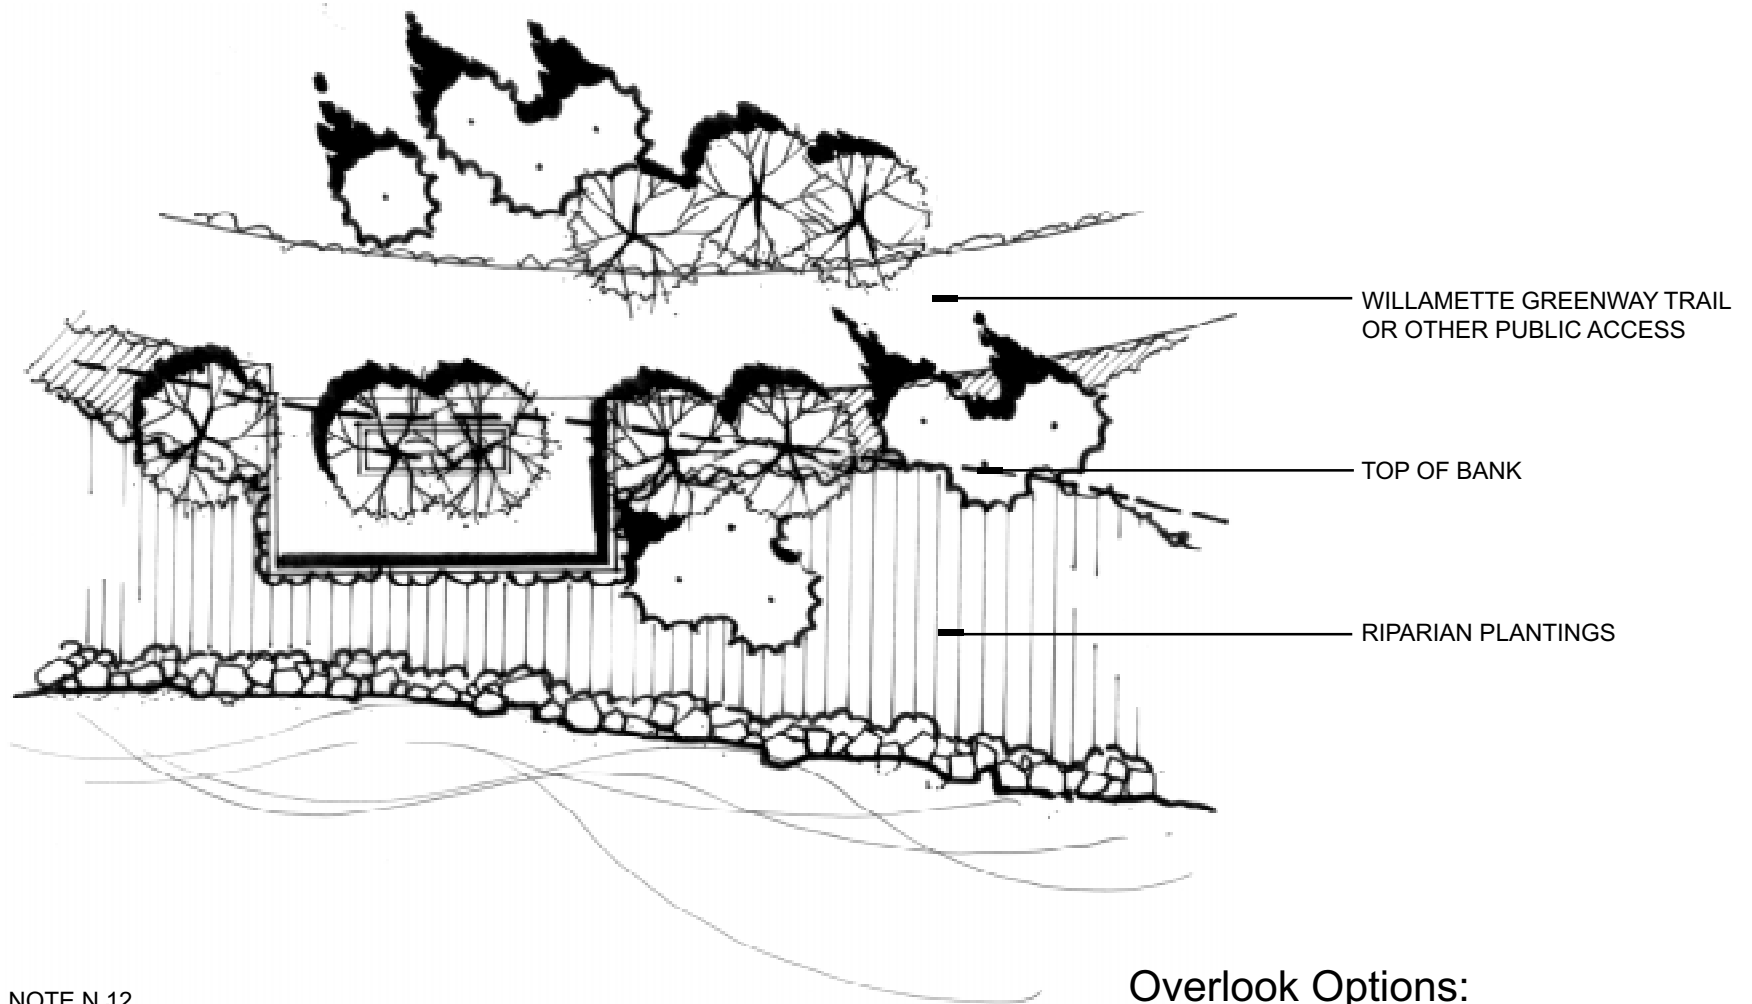 WILLAMETTE GREENWAY TRAIL
OR OTHER PUBLIC ACCESS
TOP OF BANK
RIPARIAN PLANTINGS
NOTE N.12
Overlook Options: